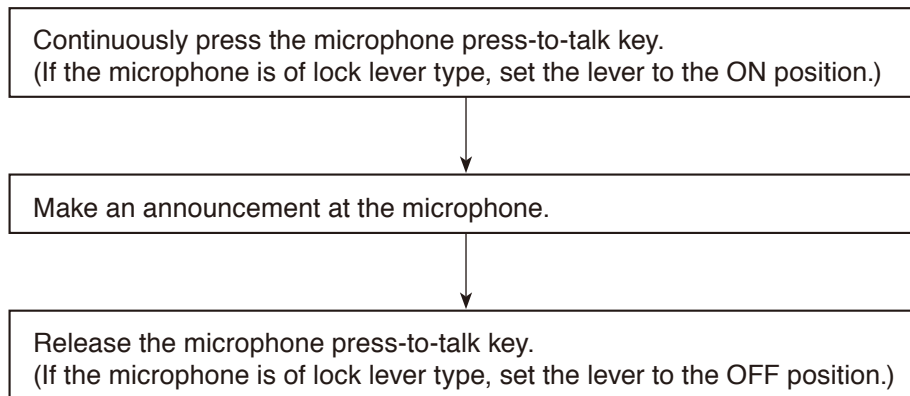 Continuously press the microphone press-to-talk key.
(If the microphone is of lock lever type, set the lever to the ON position.)
Make an announcement at the microphone.
Release the microphone press-to-talk key.
(If the microphone is of lock lever type, set the lever to the OFF position.)